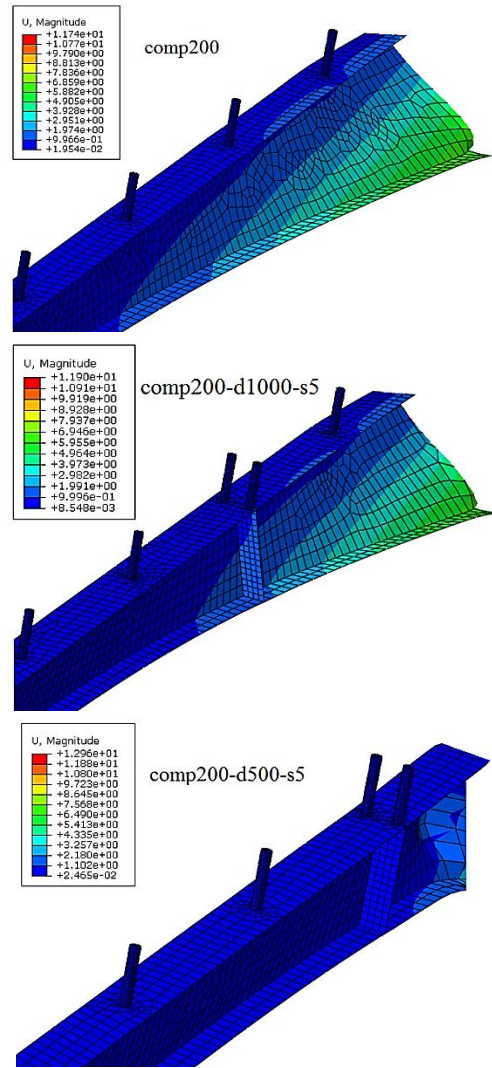 U, Magnitude
+1.174e+01
+1.077e+01
+9.790e+00
+8.813e+00
+7.836e+00
+6.859e+00
+5.882e+00
+4.905e+00
+3.928e+00
+2.951e+00
+1.974e+00
+9.966e-01
+1.954e-02
comp200
U, Magnitude
+1.190e+01
+1.091e+01
+9.919e+00
+8.928e+00
+7.937e+00
+6.946e+00
+5.955e+00
+4.964e+00
+3.973e+00
+2.982e+00
+1.991e+00
+9.996e-01
+8.548e-03
comp200-d1000-s5
U, Magnitude
+1.296e+01
+1.188e+01
+1.080e+01
+9.723e+00
+8.645e+00
+7.568e+00
+6.490e+00
+5.413e+00
+4.335e+00
+3.257e+00
+2.180e+00
+1.102e+00
+2.465e-02
comp200-d500-s5